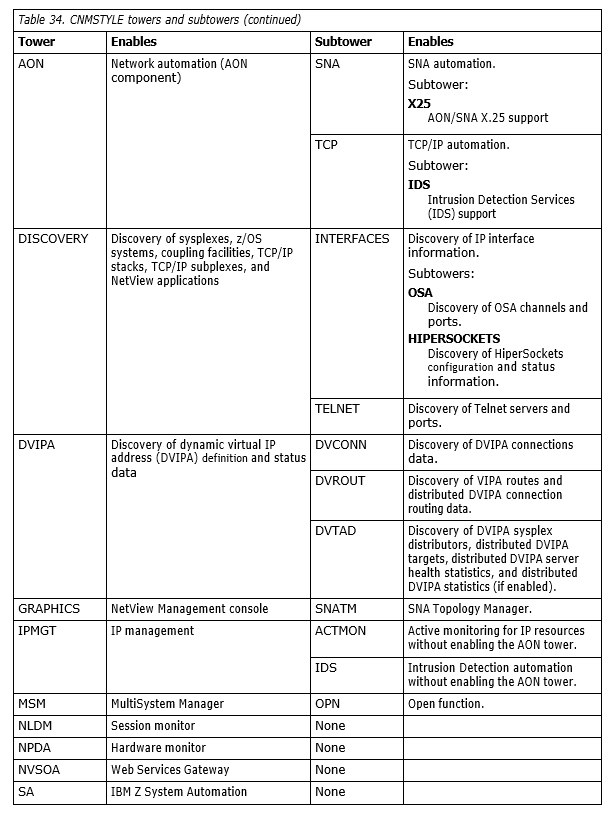 Table 34. CNMSTYLE towers and subtowers (continued)
Tower Enables Subtower Enables
AON Network automation (AON component) SNA SNA automation.
Subtower:
X25
AON/SNA X.25 support
TCP TCP/IP automation.
Subtower:
IDS
Intrusion Detection Services
(IDS) support
DISCOVERY Discovery of sysplexes, z/OS
systems, coupling facilities, TCP/IP
stacks, TCP/IP subplexes, and
NetView applications
INTERFACES Discovery of IP interface
information.
Subtowers:
OSA
Discovery of OSA channels and
ports.
HIPERSOCKETS
Discovery of HiperSockets
configuration and status
information.
TELNET Discovery of Telnet servers and
ports.
DVIPA Discovery of dynamic virtual IP
address (DVIPA) definition and status
data
DVCONN Discovery of DVIPA connections
data.
DVROUT Discovery of VIPA routes and
distributed DVIPA connection
routing data.
DVTAD Discovery of DVIPA sysplex
distributors, distributed DVIPA
targets, distributed DVIPA server
health statistics, and distributed
DVIPA statistics (if enabled).
GRAPHICS NetView Management console SNATM SNA Topology Manager.
IPMGT IP management ACTMON Active monitoring for IP resources
without enabling the AON tower.
IDS Intrusion Detection automation
without enabling the AON tower.
MSM MultiSystem Manager OPN Open function.
NLDM Session monitor None
NPDA Hardware monitor None
NVSOA Web Services Gateway None
SA IBM Z System Automation None